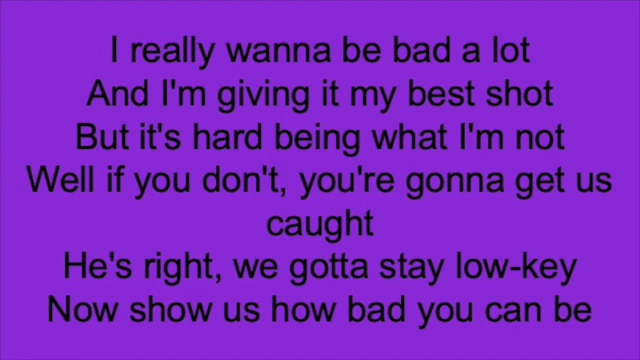 I really wanna be bad a lot
And I'm giving it my best shot
But it's hard being what I'm not
Well if you don't, you're gonna get us
caught
He's right, we gotta stay low-key
Now show us how bad you can be